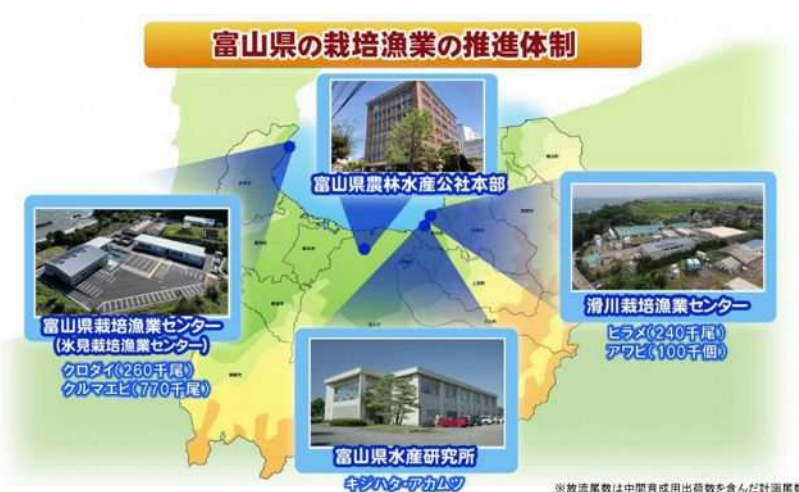 富山県の栽培漁業の推進体制
富山県農林水産公社本部
富山県栽培漁業センター
(氷見栽培漁業センター)
クロダイ(260千尾)
クルマエビ(770千尾)
滑川栽培漁業センター
ヒラメ(240千尾)
アワビ(100千個)
富山県水産研究所
キジハタ・アカムツ
※放流尾数は中間育成用出荷数を含んだ計画尾数